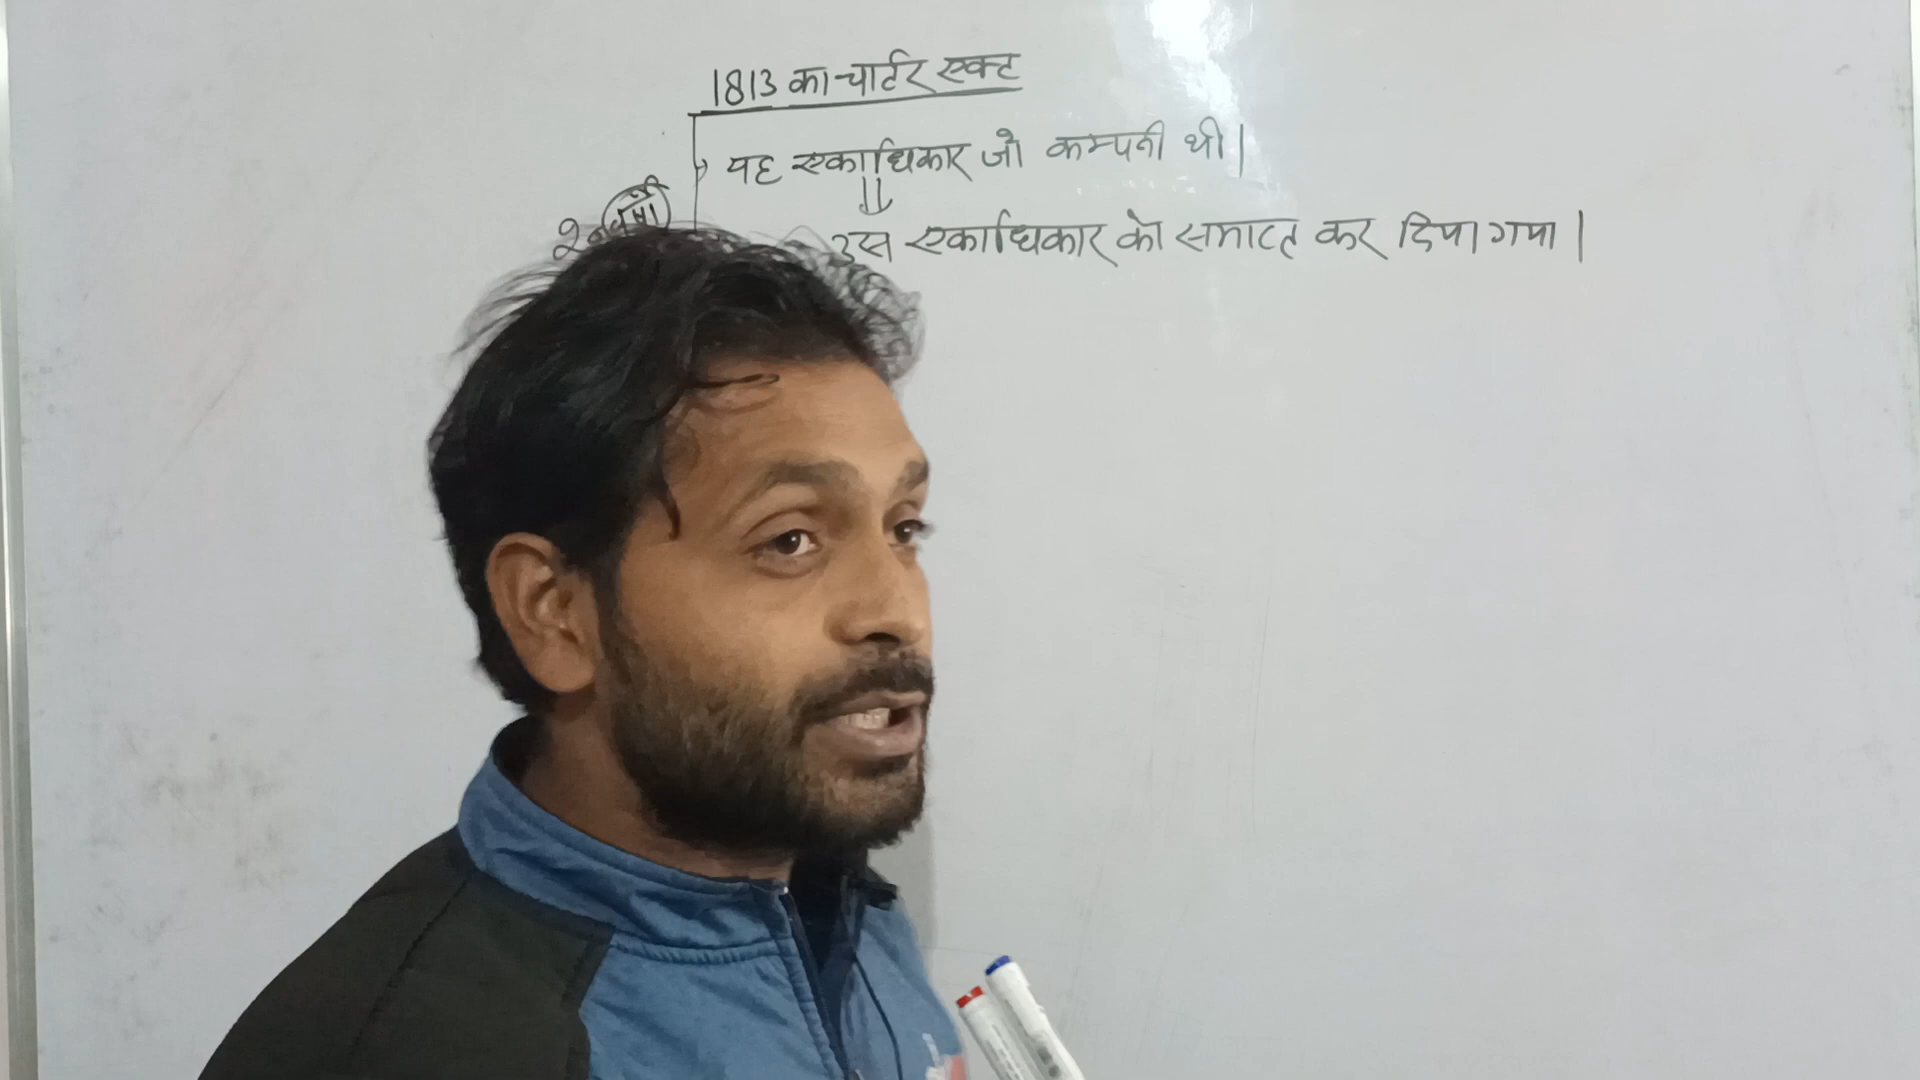 1813 का चार्टर एक्ट
यह एकाधिकार जो कम्पनी थी |
उस एकाधिकार को समाप्त कर दिया गया |